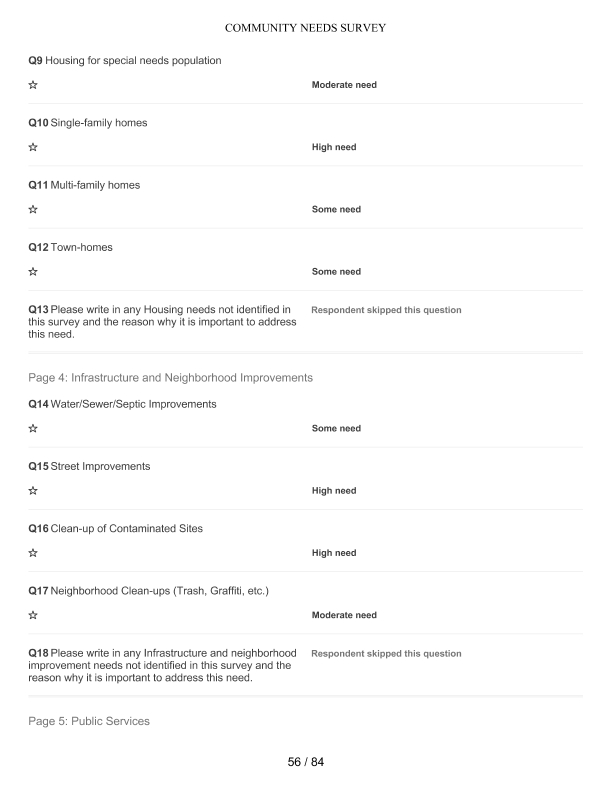 COMMUNITY NEEDS SURVEY
Q9 Housing for special needs population
☆ Moderate need
Q10 Single-family homes
☆ High need
Q11 Multi-family homes
☆ Some need
Q12 Town-homes
☆ Some need
Q13 Please write in any Housing needs not identified in
this survey and the reason why it is important to address
this need.
Respondent skipped this question
Page 4: Infrastructure and Neighborhood Improvements
Q14 Water/Sewer/Septic Improvements
☆ Some need
Q15 Street Improvements
☆ High need
Q16 Clean-up of Contaminated Sites
☆ High need
Q17 Neighborhood Clean-ups (Trash, Graffiti, etc.)
☆ Moderate need
Q18 Please write in any Infrastructure and neighborhood
improvement needs not identified in this survey and the
reason why it is important to address this need.
Respondent skipped this question
Page 5: Public Services
56 / 84